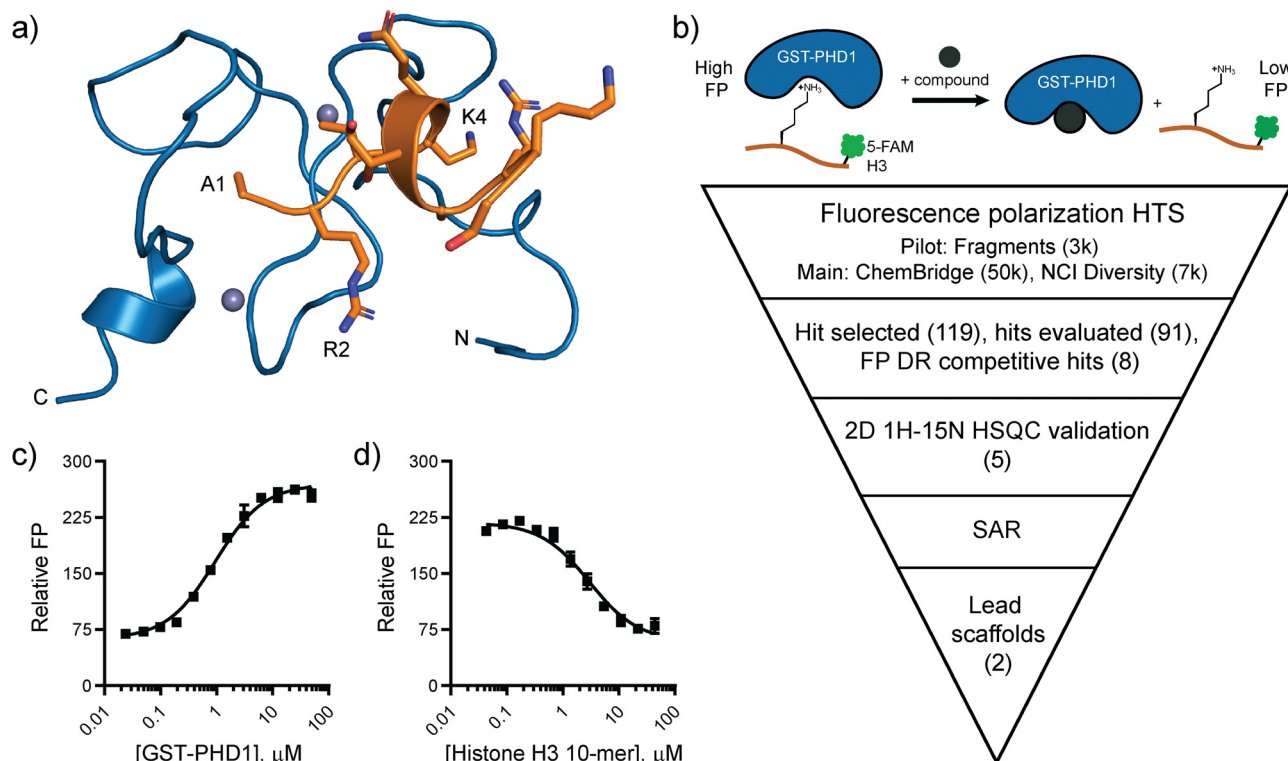 a)
K4
A1
R2
N
C
b)
High
FP
GST-PHD1
+NH3
5-FAM
H3
+ compound
GST-PHD1
+
+NH3
Low
FP
Fluorescence polarization HTS
Pilot: Fragments (3k)
Main: ChemBridge (50k), NCI Diversity (7k)
Hit selected (119), hits evaluated (91),
FP DR competitive hits (8)
2D 1H-15N HSQC validation
(5)
SAR
Lead
scaffolds
(2)
c)
Relative FP
300
225
150
75
0
0.01
0.1
1
10
100
[GST-PHD1], μM
d)
Relative FP
300
225
150
75
0
0.01
0.1
1
10
100
[Histone H3 10-mer], μM